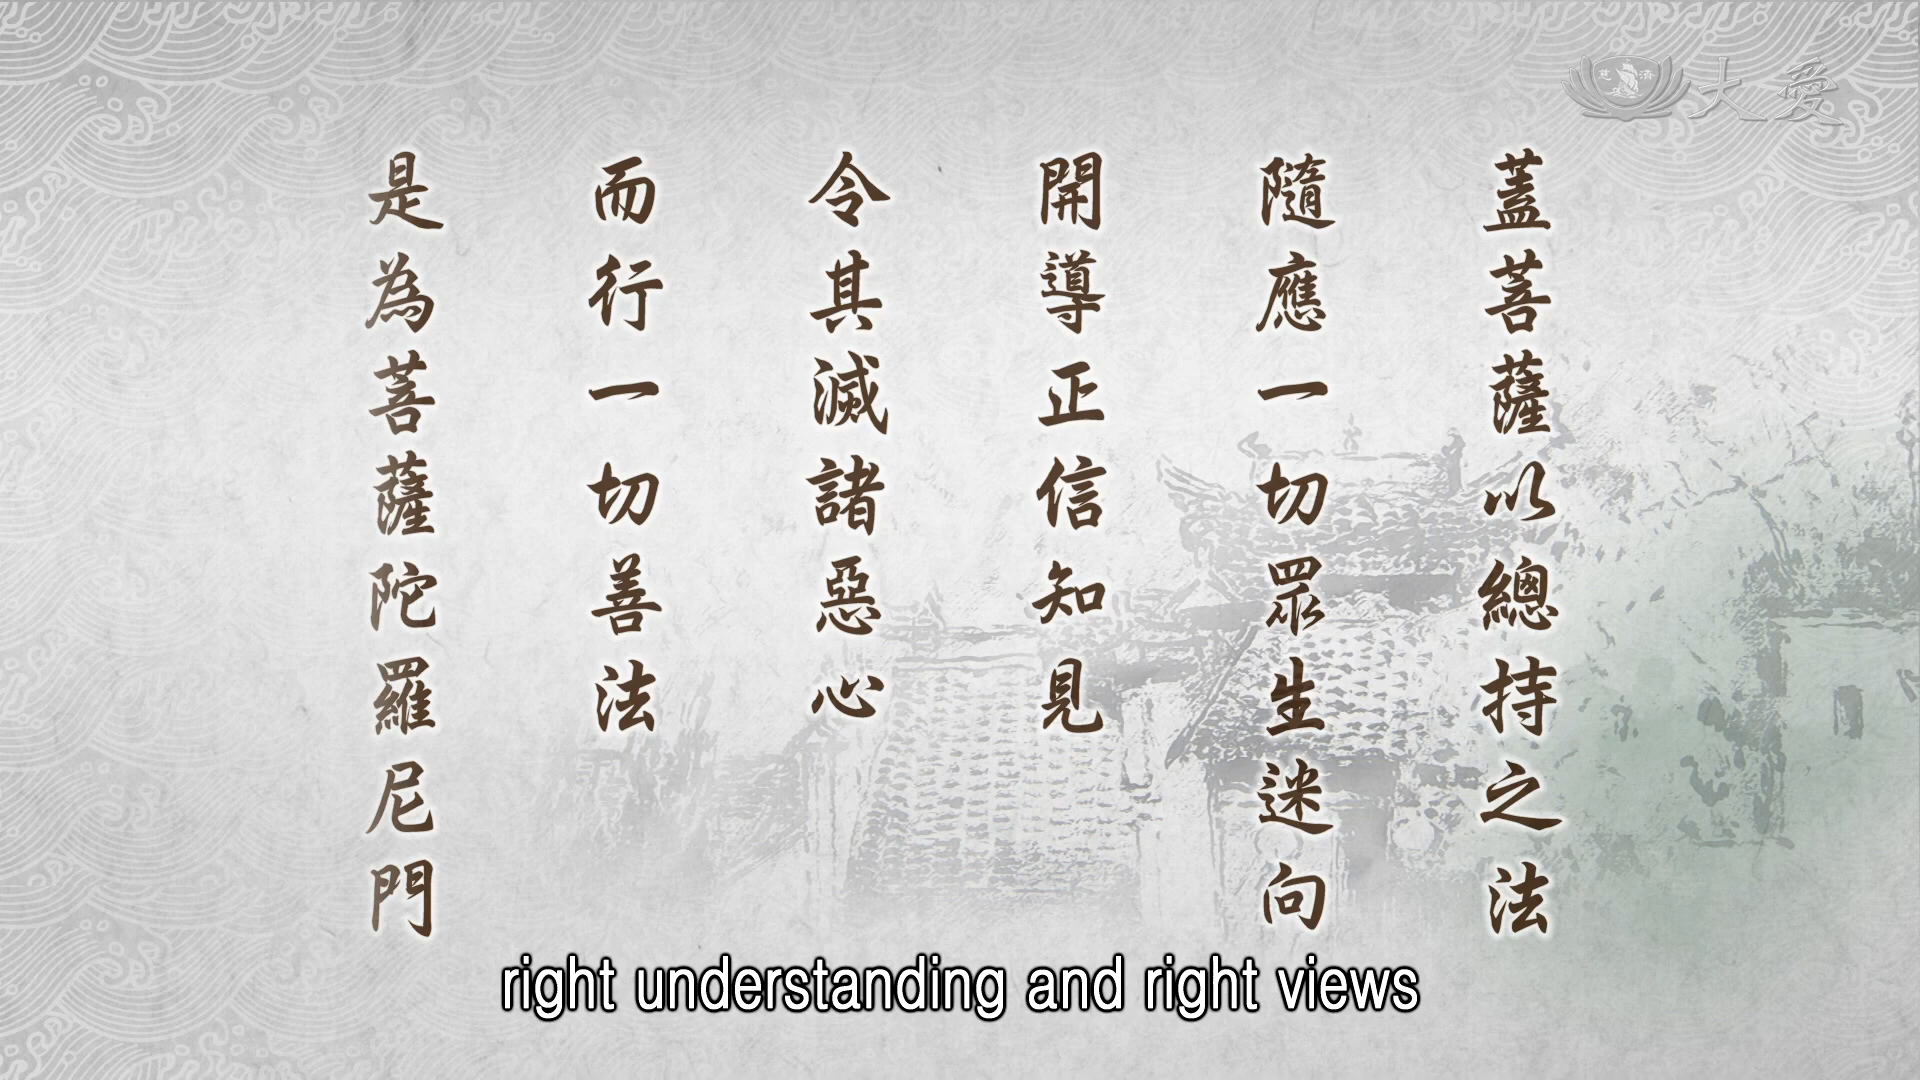 大愛
慈濟
蓋菩薩以總持之法
隨應一切眾生迷向
開導正信知見
令其滅諸惡心
而行一切善法
是為菩薩陀羅尼門
right understanding and right views